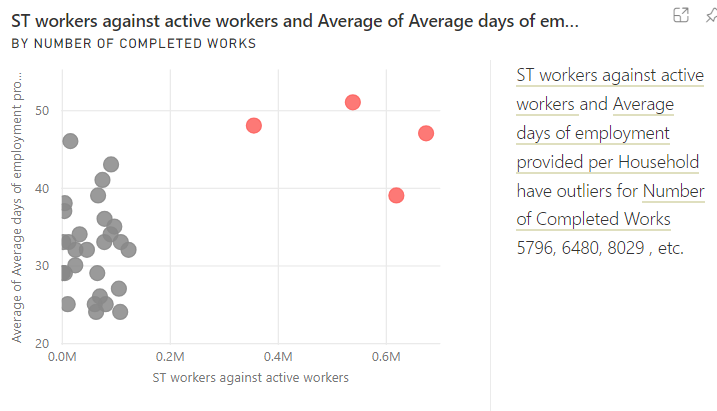 ST workers against active workers and Average of Average days of em...
BY NUMBER OF COMPLETED WORKS
Average of Average days of employment pro...
50
40
30
20
0.0M
0.2M
0.4M
0.6M
ST workers against active workers
ST workers against active
workers and Average
days of employment
provided per Household
have outliers for Number
of Completed Works
5796, 6480, 8029 , etc.